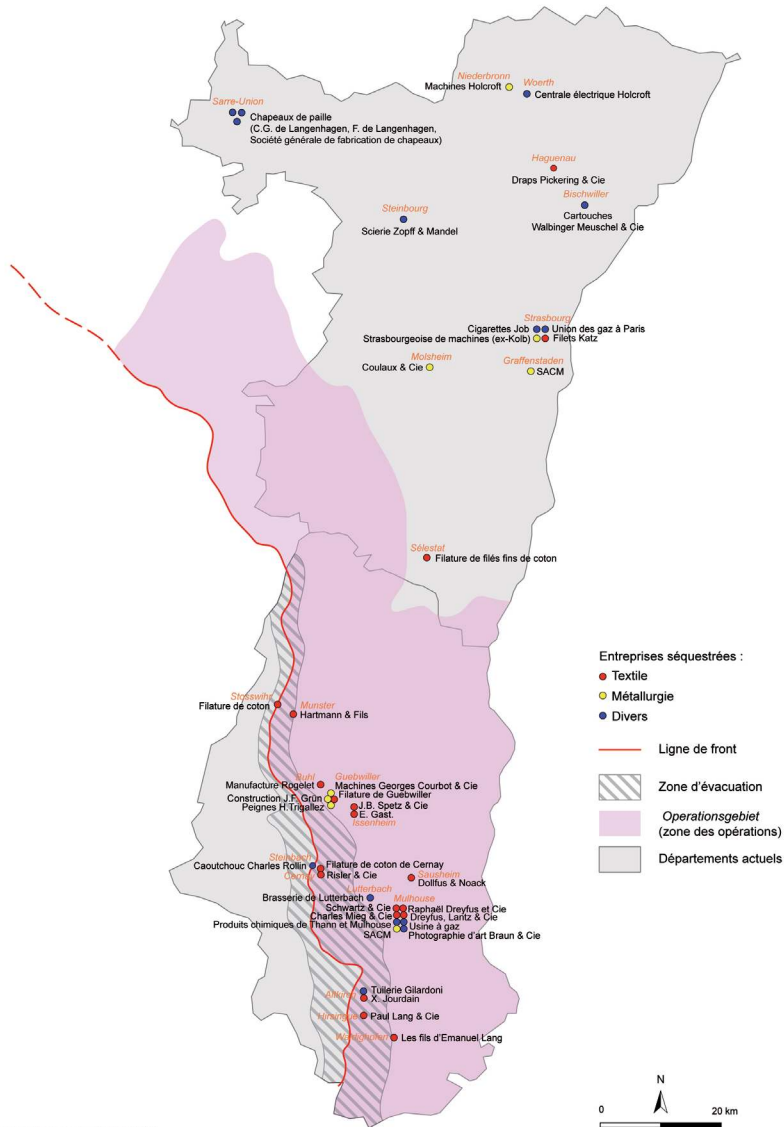 Niederbronn
Machines Holcroft
Woerth
Centrale électrique Holcroft
Sarre-Union
Chapeaux de paille
(C.G. de Langenhagen, F. de Langenhagen,
Société générale de fabrication de chapeaux)
Haguenau
Draps Pickering & Cie
Bischwiller
Cartouches
Walbinger Meuschel & Cie
Steinbourg
Scierie Zopff & Mandel
Strasbourg
Cigarettes Job
Union des gaz à Paris
Strasbourgeoise de machines (ex-Kolb)
Filets Katz
Molsheim
Coulaux & Cie
Graffenstaden
SACM
Sélestat
Filature de filés fins de coton
Entreprises séquestrées :
Textile
Métallurgie
Divers
Ligne de front
Zone d'évacuation
Operationsgebiet
(zone des opérations)
Départements actuels
Stosswihr
Filature de coton
Munster
Hartmann & Fils
Buhl
Guebwiller
Manufacture Rogelet
Machines Georges Courbot & Cie
Filature de Guebwiller
Construction J.F. Grün
Peignes H.Trigallez
J.B. Spetz & Cie
E. Gast.
Issenheim
Steinbach
Caoutchouc Charles Rollin
Filature de coton de Cernay
Cernay
Risler & Cie
Sausheim
Dollfus & Noack
Lutterbach
Brasserie de Lutterbach
Mulhouse
Schwartz & Cie
Raphaël Dreyfus et Cie
Charles Mieg & Cie
Dreyfus, Lantz & Cie
Produits chimiques de Thann et Mulhouse
Usine à gaz
SACM
Photographie d'art Braun & Cie
Tuilerie Gilardoni
Altkirch
X. Jourdain
Hirsingue
Paul Lang & Cie
Waldighofen
Les fils d'Emanuel Lang
N
0
20 km